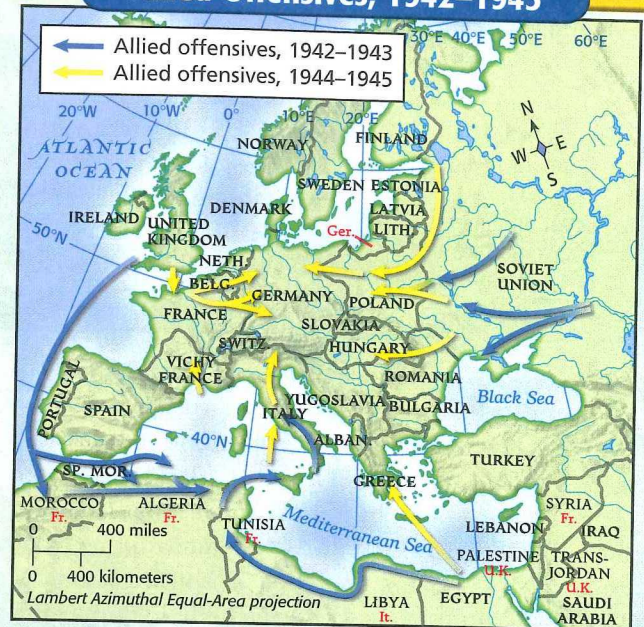 Offensives, 1942–1945
Allied offensives, 1942–1943
Allied offensives, 1944–1945
30°E
40°E
50°E
60°E
20°W
10°W
0°
10°E
20°E
N
W
E
S
ATLANTIC
OCEAN
NORWAY
FINLAND
SWEDEN
ESTONIA
IRELAND
UNITED
KINGDOM
DENMARK
LATVIA
LITH.
Ger.
50°N
NETH.
BELG.
GERMANY
POLAND
SOVIET
UNION
FRANCE
SLOVAKIA
SWITZ.
HUNGARY
VICHY
FRANCE
ROMANIA
PORTUGAL
SPAIN
ITALY
YUGOSLAVIA
BULGARIA
Black Sea
40°N
ALBAN.
SP. MOR.
GREECE
TURKEY
MOROCCO
Fr.
ALGERIA
Fr.
TUNISIA
Fr.
Mediterranean Sea
SYRIA
Fr.
LEBANON
IRAQ
PALESTINE
U.K.
TRANS-
JORDAN
U.K.
0 400 miles
0 400 kilometers
Lambert Azimuthal Equal-Area projection
LIBYA
It.
EGYPT
SAUDI
ARABIA